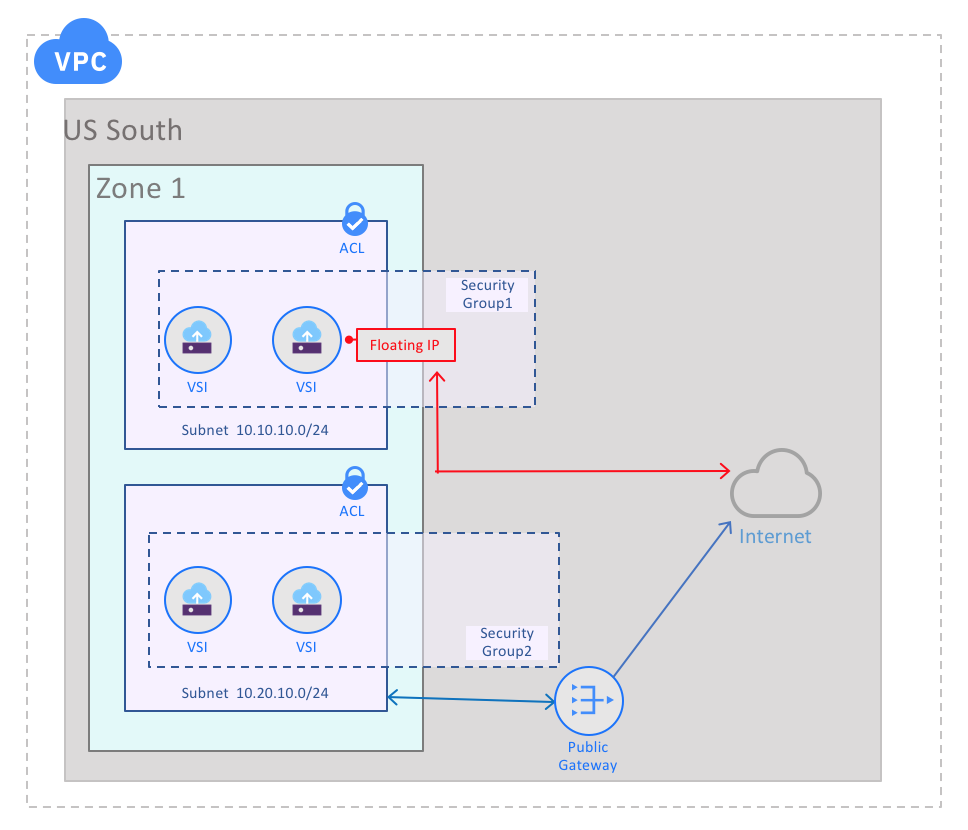 VPC
US South
Zone 1
ACL
Security
Group1
Floating IP
VSI
VSI
Subnet 10.10.10.0/24
ACL
Internet
VSI
VSI
Security
Group2
Subnet 10.20.10.0/24
Public
Gateway